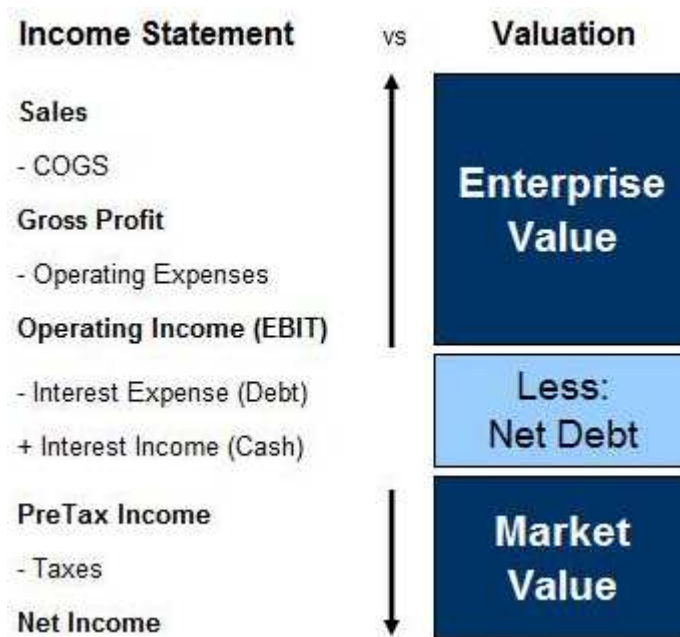 Income Statement vs Valuation
Sales
- COGS
Gross Profit
- Operating Expenses
Operating Income (EBIT)
- Interest Expense (Debt)
+ Interest Income (Cash)
PreTax Income
- Taxes
Net Income
Enterprise
Value
Less:
Net Debt
Market
Value